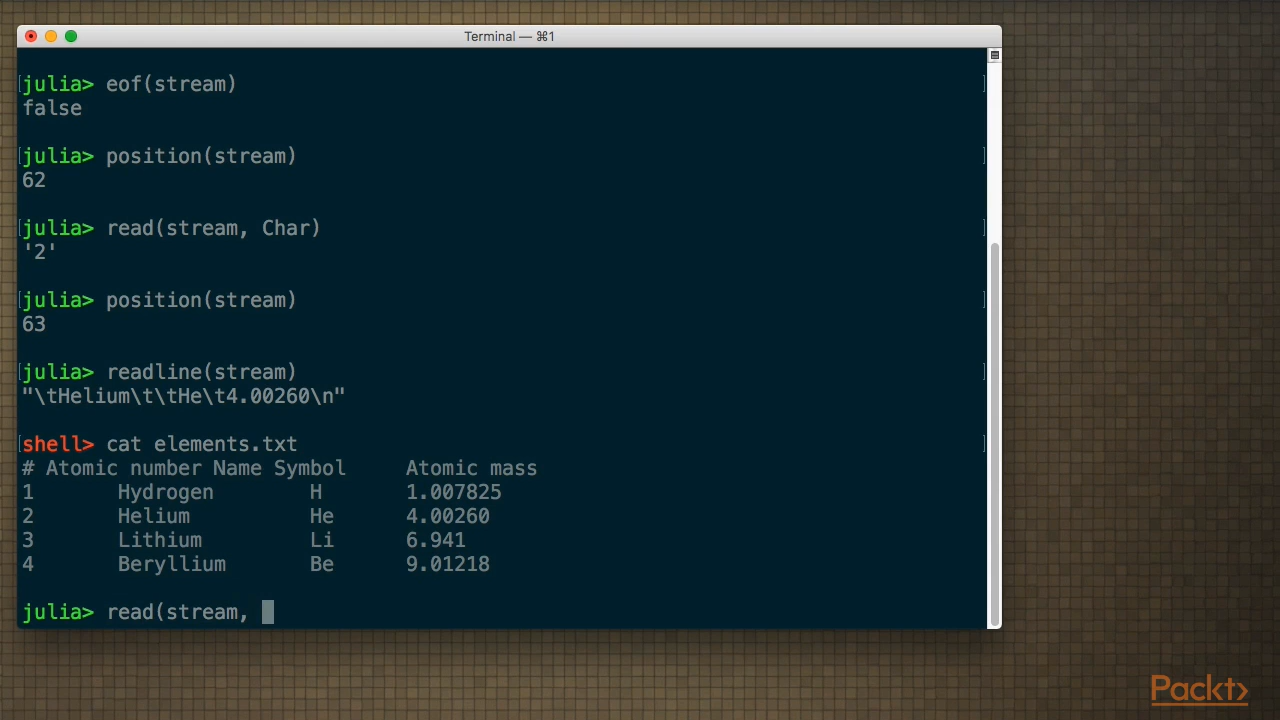 Terminal — ⌘1
julia> eof(stream)
false
julia> position(stream)
62
julia> read(stream, Char)
'2'
julia> position(stream)
63
julia> readline(stream)
"\tHelium\t\tHe\t4.00260\n"
shell> cat elements.txt
# Atomic number Name Symbol     Atomic mass
1       Hydrogen        H       1.007825
2       Helium          He      4.00260
3       Lithium         Li      6.941
4       Beryllium       Be      9.01218
julia> read(stream,
Packt>